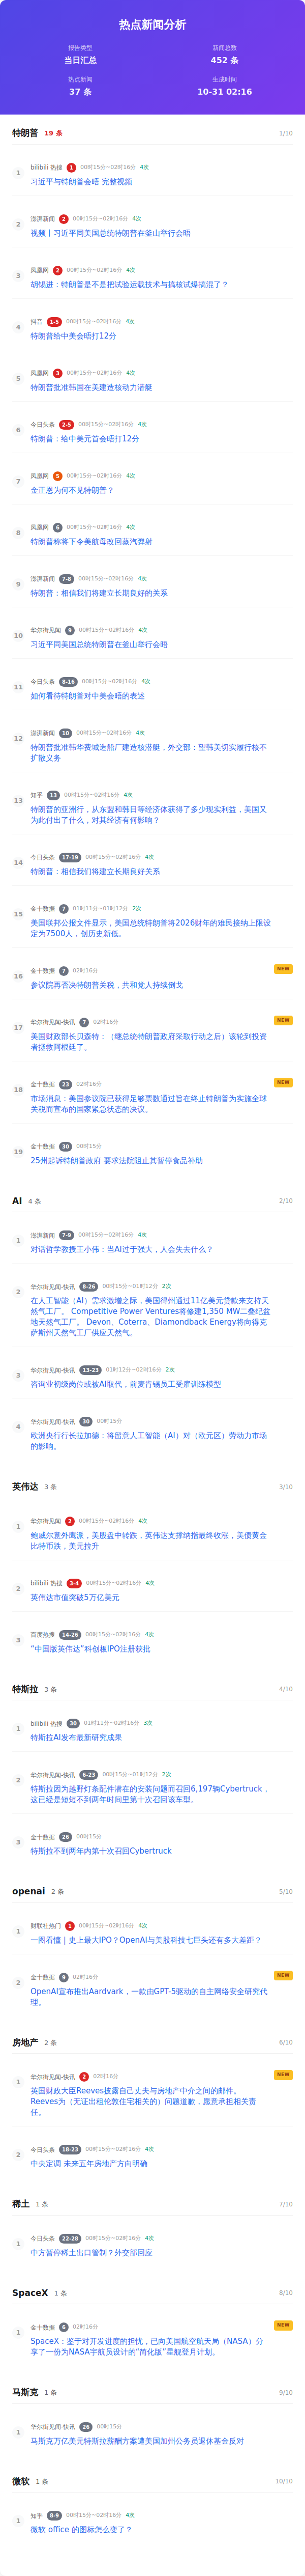 热点新闻分析
报告类型
新闻总数
当日汇总
452 条
热点新闻
生成时间
37 条
10-31 02:16
特朗普 19 条 1/10
1
bilibili 热搜 1 00时15分~02时16分 4次
习近平与特朗普会晤 完整视频
2
澎湃新闻 2 00时15分~02时16分 4次
视频丨习近平同美国总统特朗普在釜山举行会晤
3
凤凰网 2 00时15分~02时16分 4次
胡锡进：特朗普是不是把试验运载技术与搞核试爆搞混了？
4
抖音 1-5 00时15分~02时16分 4次
特朗普给中美会晤打12分
5
凤凰网 3 00时15分~02时16分 4次
特朗普批准韩国在美建造核动力潜艇
6
今日头条 2-5 00时15分~02时16分 4次
特朗普：给中美元首会晤打12分
7
凤凰网 5 00时15分~02时16分 4次
金正恩为何不见特朗普？
8
凤凰网 6 00时15分~02时16分 4次
特朗普称将下令美航母改回蒸汽弹射
9
澎湃新闻 7-8 00时15分~02时16分 4次
特朗普：相信我们将建立长期良好的关系
10
华尔街见闻 9 00时15分~02时16分 4次
习近平同美国总统特朗普在釜山举行会晤
11
今日头条 8-16 00时15分~02时16分 4次
如何看待特朗普对中美会晤的表述
12
澎湃新闻 10 00时15分~02时16分 4次
特朗普批准韩华费城造船厂建造核潜艇，外交部：望韩美切实履行核不
扩散义务
13
知乎 13 00时15分~02时16分 4次
特朗普的亚洲行，从东盟和韩日等经济体获得了多少现实利益，美国又
为此付出了什么，对其经济有何影响？
14
今日头条 17-19 00时15分~02时16分 4次
特朗普：相信我们将建立长期良好关系
15
金十数据 7 01时11分~01时12分 2次
美国联邦公报文件显示，美国总统特朗普将2026财年的难民接纳上限设
定为7500人，创历史新低。
16
金十数据 7 02时16分
NEW
参议院再否决特朗普关税，共和党人持续倒戈
17
华尔街见闻-快讯 7 02时16分
NEW
美国财政部长贝森特：（继总统特朗普政府采取行动之后）该轮到投资
者拯救阿根廷了。
18
金十数据 23 02时16分
NEW
市场消息：美国参议院已获得足够票数通过旨在终止特朗普为实施全球
关税而宣布的国家紧急状态的决议。
19
金十数据 30 00时15分
25州起诉特朗普政府 要求法院阻止其暂停食品补助
AI 4 条 2/10
1
澎湃新闻 7-9 00时15分~02时16分 4次
对话哲学教授王小伟：当AI过于强大，人会失去什么？
2
华尔街见闻-快讯 8-26 00时15分~01时12分 2次
在人工智能（AI）需求激增之际，美国得州通过11亿美元贷款来支持天
然气工厂。 Competitive Power Ventures将修建1,350 MW二叠纪盆
地天然气工厂。 Devon、Coterra、Diamondback Energy将向得克
萨斯州天然气工厂供应天然气。
3
华尔街见闻-快讯 13-23 01时12分~02时16分 2次
咨询业初级岗位或被AI取代，前麦肯锡员工受雇训练模型
4
华尔街见闻-快讯 30 00时15分
欧洲央行行长拉加德：将留意人工智能（AI）对（欧元区）劳动力市场
的影响。
英伟达 3 条 3/10
1
华尔街见闻 2 00时15分~02时16分 4次
鲍威尔意外鹰派，美股盘中转跌，英伟达支撑纳指最终收涨，美债黄金
比特币跌，美元拉升
2
bilibili 热搜 3-4 00时15分~02时16分 4次
英伟达市值突破5万亿美元
3
百度热搜 14-26 00时15分~02时16分 4次
“中国版英伟达”科创板IPO注册获批
特斯拉 3 条 4/10
1
bilibili 热搜 30 01时11分~02时16分 3次
特斯拉AI发布最新研究成果
2
华尔街见闻-快讯 6-23 00时15分~01时12分 2次
特斯拉因为越野灯条配件潜在的安装问题而召回6,197辆Cybertruck，
这已经是短短不到两年时间里第十次召回该车型。
3
金十数据 26 00时15分
特斯拉不到两年内第十次召回Cybertruck
openai 2 条 5/10
1
财联社热门 1 00时15分~02时16分 4次
一图看懂 | 史上最大IPO？OpenAI与美股科技七巨头还有多大差距？
2
金十数据 9 02时16分
NEW
OpenAI宣布推出Aardvark，一款由GPT-5驱动的自主网络安全研究代
理。
房地产 2 条 6/10
1
华尔街见闻-快讯 2 02时16分
NEW
英国财政大臣Reeves披露自己丈夫与房地产中介之间的邮件。
Reeves为（无证出租伦敦住宅相关的）问题道歉，愿意承担相关责
任。
2
今日头条 18-23 00时15分~02时16分 4次
中央定调 未来五年房地产方向明确
稀土 1 条 7/10
1
今日头条 22-28 00时15分~02时16分 4次
中方暂停稀土出口管制？外交部回应
SpaceX 1 条 8/10
1
金十数据 6 02时16分
NEW
SpaceX：鉴于对开发进度的担忧，已向美国航空航天局（NASA）分
享了一份为NASA宇航员设计的“简化版”星舰登月计划。
马斯克 1 条 9/10
1
华尔街见闻-快讯 26 00时15分
马斯克万亿美元特斯拉薪酬方案遭美国加州公务员退休基金反对
微软 1 条 10/10
1
知乎 8-9 00时15分~02时16分 4次
微软 office 的图标怎么变了？